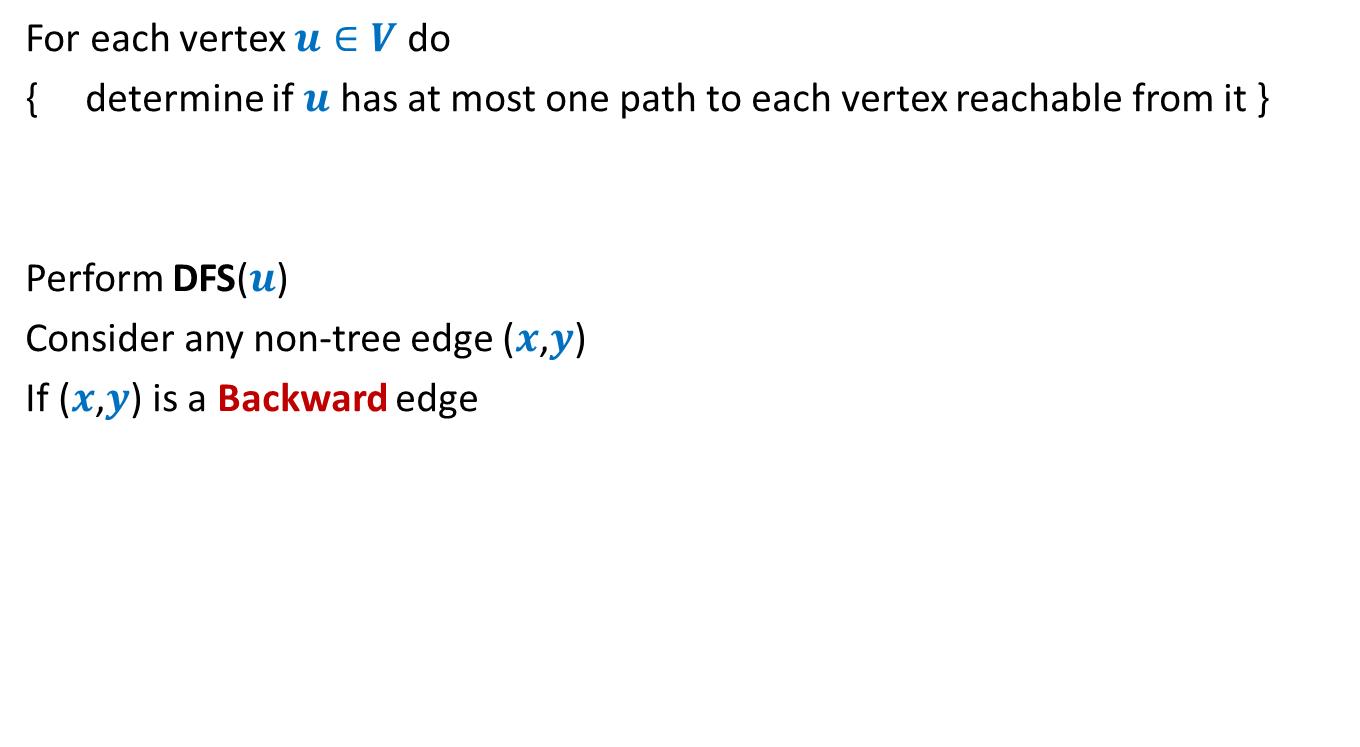 For each vertex u ∈ V do
{ determine if u has at most one path to each vertex reachable from it }
Perform DFS(u)
Consider any non-tree edge (x,y)
If (x,y) is a Backward edge